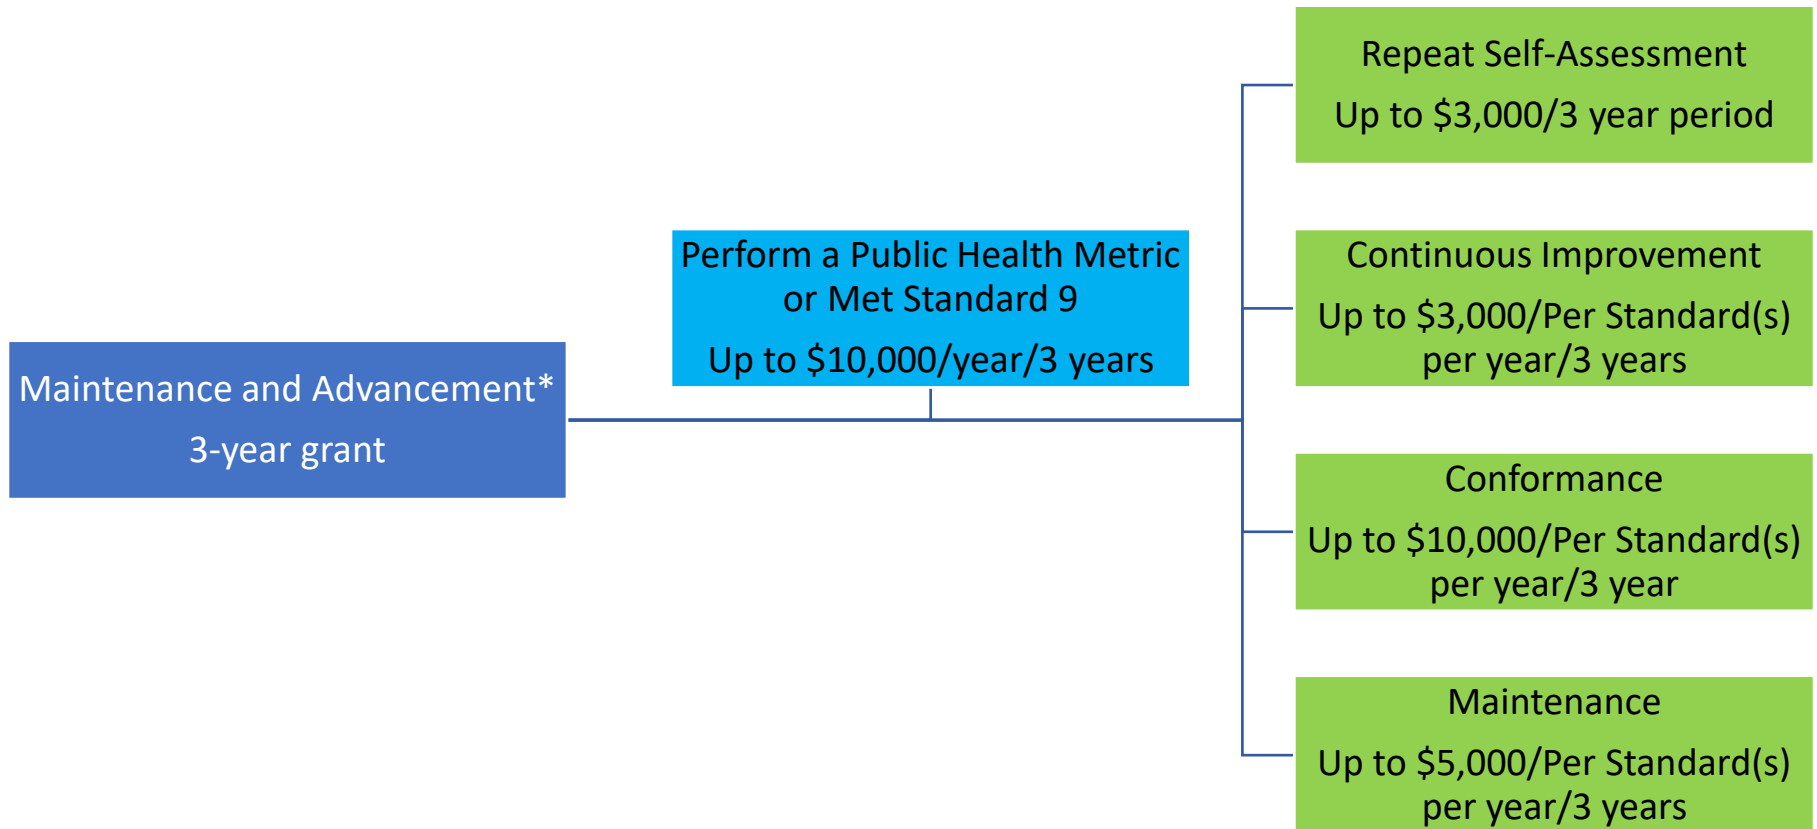 Maintenance and Advancement*
3-year grant
Perform a Public Health Metric
or Met Standard 9
Up to $10,000/year/3 years
Repeat Self-Assessment
Up to $3,000/3 year period
Continuous Improvement
Up to $3,000/Per Standard(s)
per year/3 years
Conformance
Up to $10,000/Per Standard(s)
per year/3 year
Maintenance
Up to $5,000/Per Standard(s)
per year/3 years